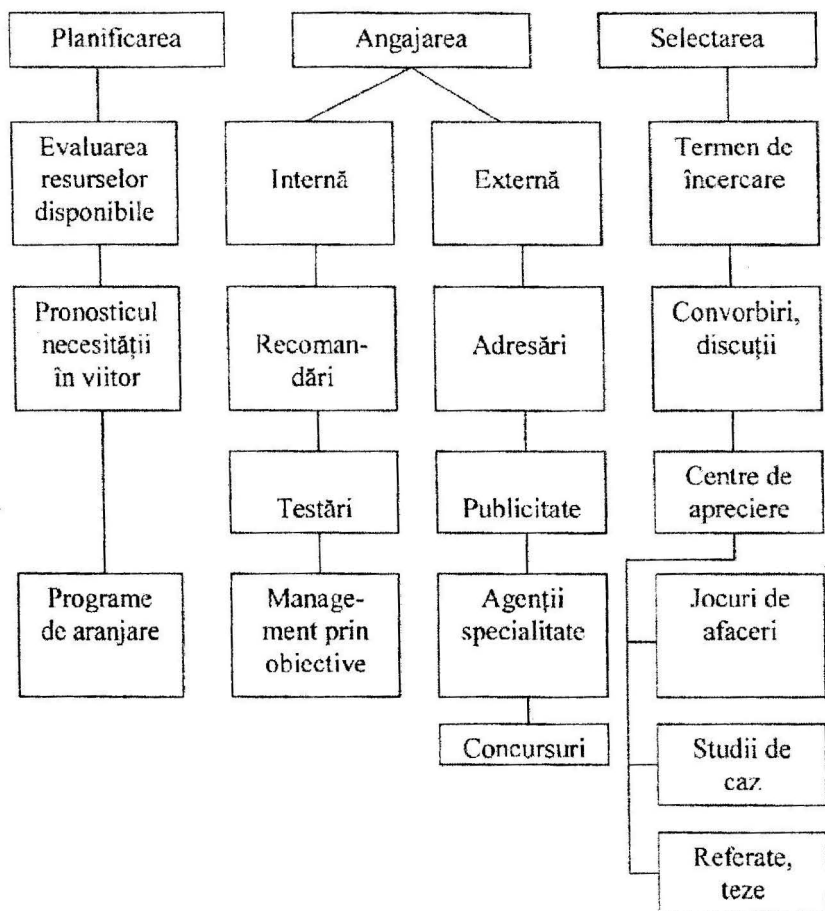 Planificarea
Angajarea
Selectarea
Evaluarea
resurselor
disponibile
Internă
Externă
Termen de
încercare
Pronosticul
necesității
în viitor
Recoman-
dări
Adresări
Convorbiri,
discuții
Testări
Publicitate
Centre de
apreciere
Programe
de aranjare
Manage-
ment prin
obiective
Agenții
specialitate
Jocuri de
afaceri
Concursuri
Studii de
caz
Referate,
teze